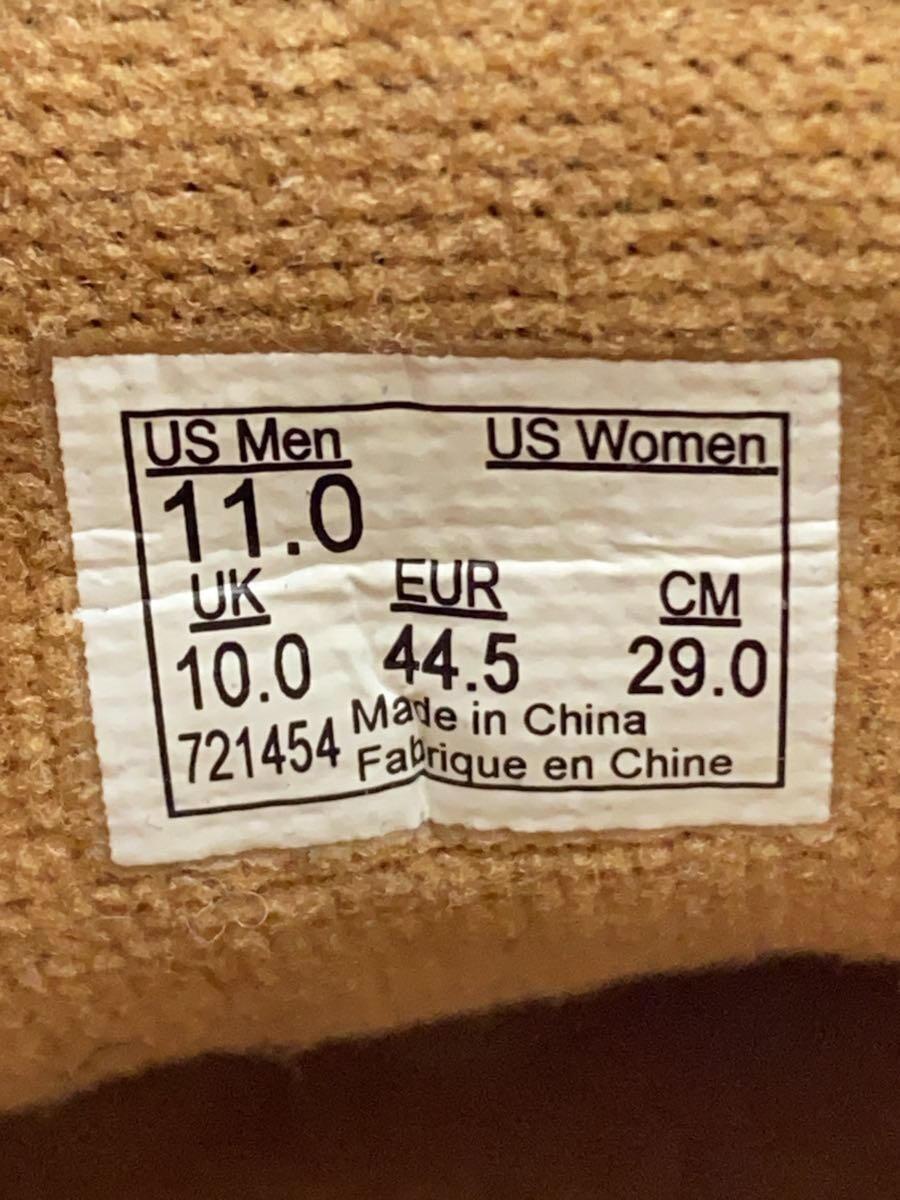 US Men US Women
11.0
UK EUR CM
10.0 44.5 29.0
721454 Made in China
Fabrique en Chine